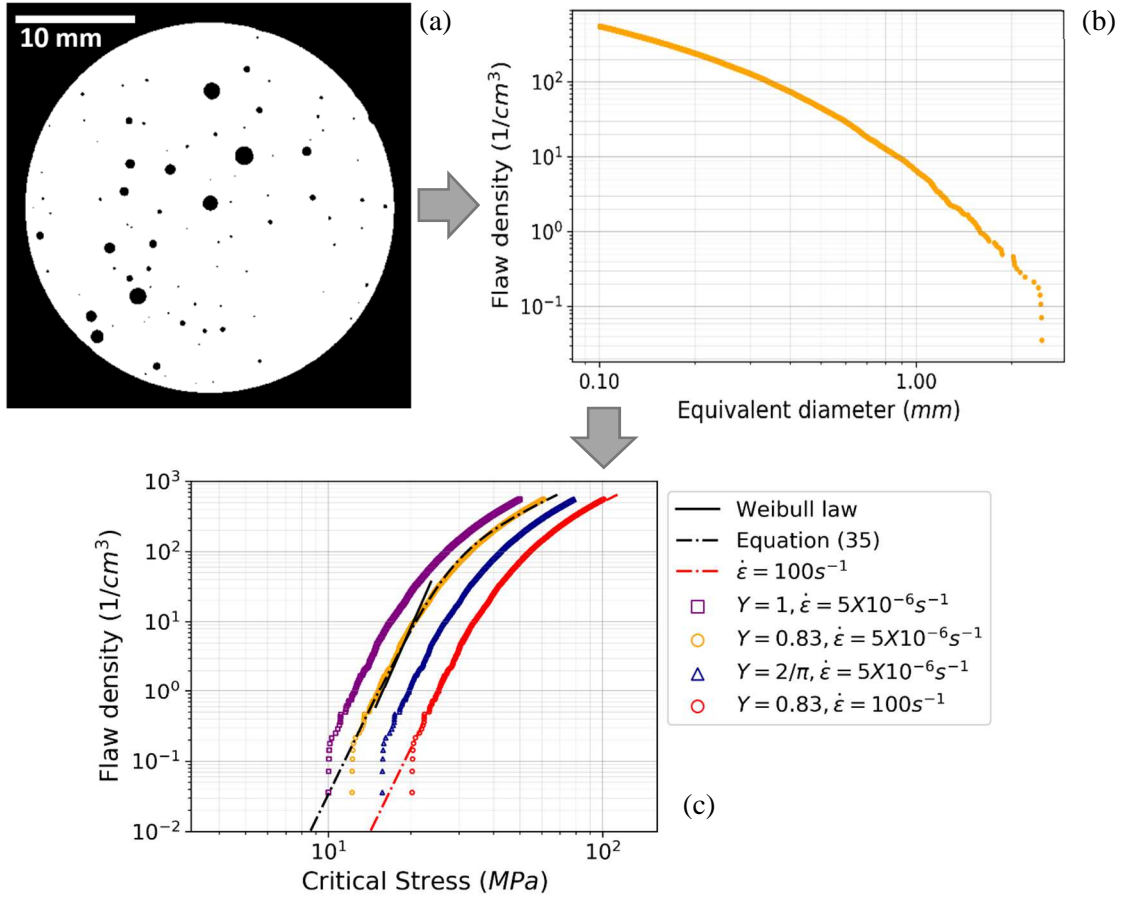 10 mm
(a)
(b)
Flaw density (1/cm³)
10²
10¹
10⁰
10⁻¹
0.10
1.00
Equivalent diameter (mm)
Flaw density (1/cm³)
10³
10²
10¹
10⁰
10⁻¹
10⁻²
10¹
10²
Critical Stress (MPa)
Weibull law
Equation (35)
ε̇ = 100s⁻¹
Y = 1, ε̇ = 5X10⁻⁶s⁻¹
Y = 0.83, ε̇ = 5X10⁻⁶s⁻¹
Y = 2/π, ε̇ = 5X10⁻⁶s⁻¹
Y = 0.83, ε̇ = 100s⁻¹
(c)